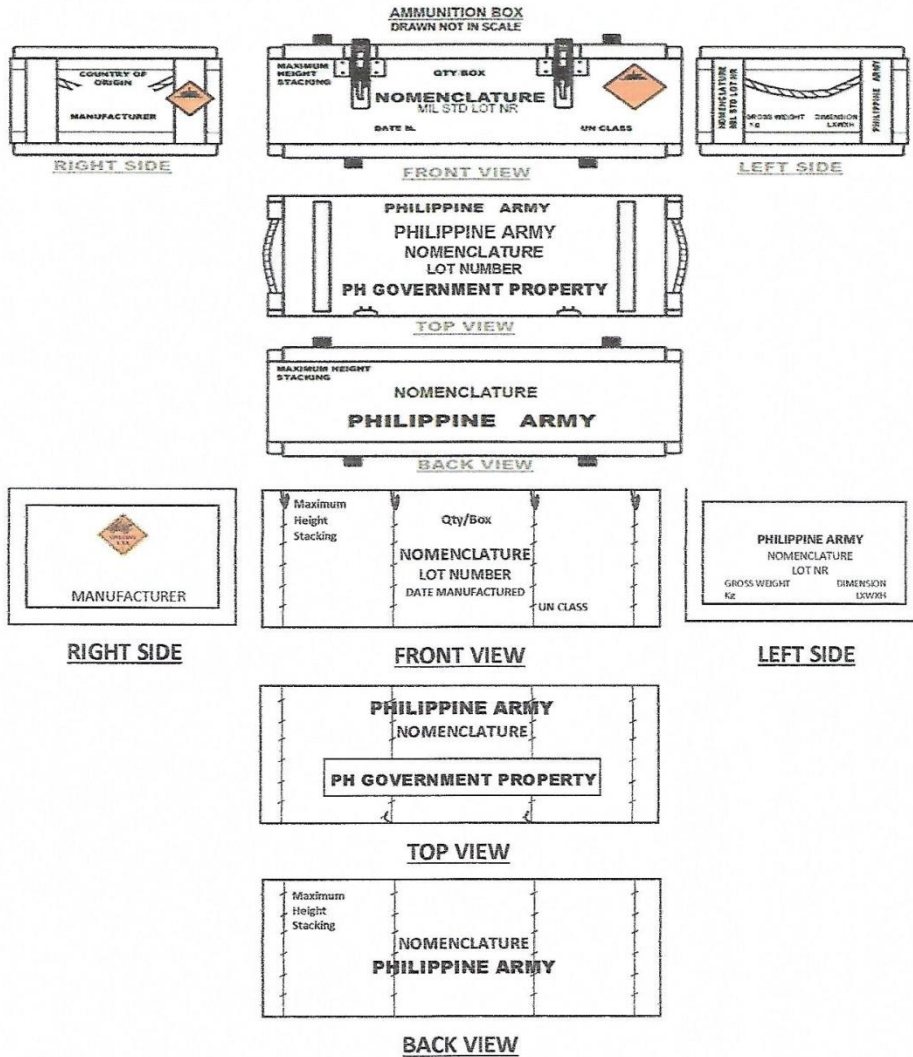 AMMUNITION BOX
DRAWN NOT IN SCALE
COUNTRY OF
ORIGIN
MANUFACTURER
RIGHT SIDE
MAXIMUM
HEIGHT
STACKING
QTY/BOX
NOMENCLATURE
MIL STD LOT NR
DATE M.
UN CLASS
FRONT VIEW
NOMENCLATURE
MIL STD LOT NR
GROSS WEIGHT
Kg
DIMENSION
LXWXH
PHILIPPINE ARMY
LEFT SIDE
PHILIPPINE ARMY
PHILIPPINE ARMY
NOMENCLATURE
LOT NUMBER
PH GOVERNMENT PROPERTY
TOP VIEW
MAXIMUM HEIGHT
STACKING
NOMENCLATURE
PHILIPPINE ARMY
BACK VIEW
MANUFACTURER
RIGHT SIDE
Maximum
Height
Stacking
Qty/Box
NOMENCLATURE
LOT NUMBER
DATE MANUFACTURED
UN CLASS
FRONT VIEW
PHILIPPINE ARMY
NOMENCLATURE
LOT NR
GROSS WEIGHT DIMENSION
Kg LXWXH
LEFT SIDE
PHILIPPINE ARMY
NOMENCLATURE
PH GOVERNMENT PROPERTY
TOP VIEW
Maximum
Height
Stacking
NOMENCLATURE
PHILIPPINE ARMY
BACK VIEW